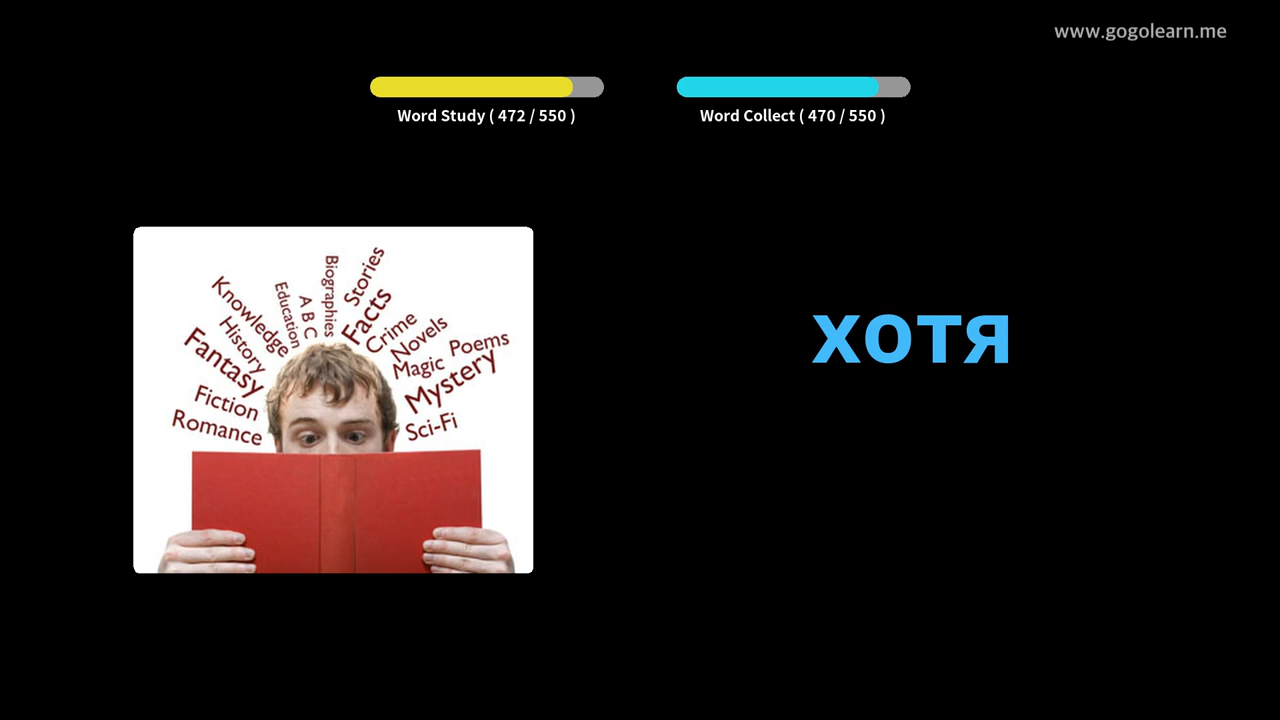 www.gogolearn.me
Word Study ( 472 / 550 )
Word Collect ( 470 / 550 )
Stories
Biographies
Facts
A B C
Education
Knowledge
Crime
Novels
History
Poems
Magic
Fantasy
Mystery
Fiction
Romance
Sci-Fi
хотя